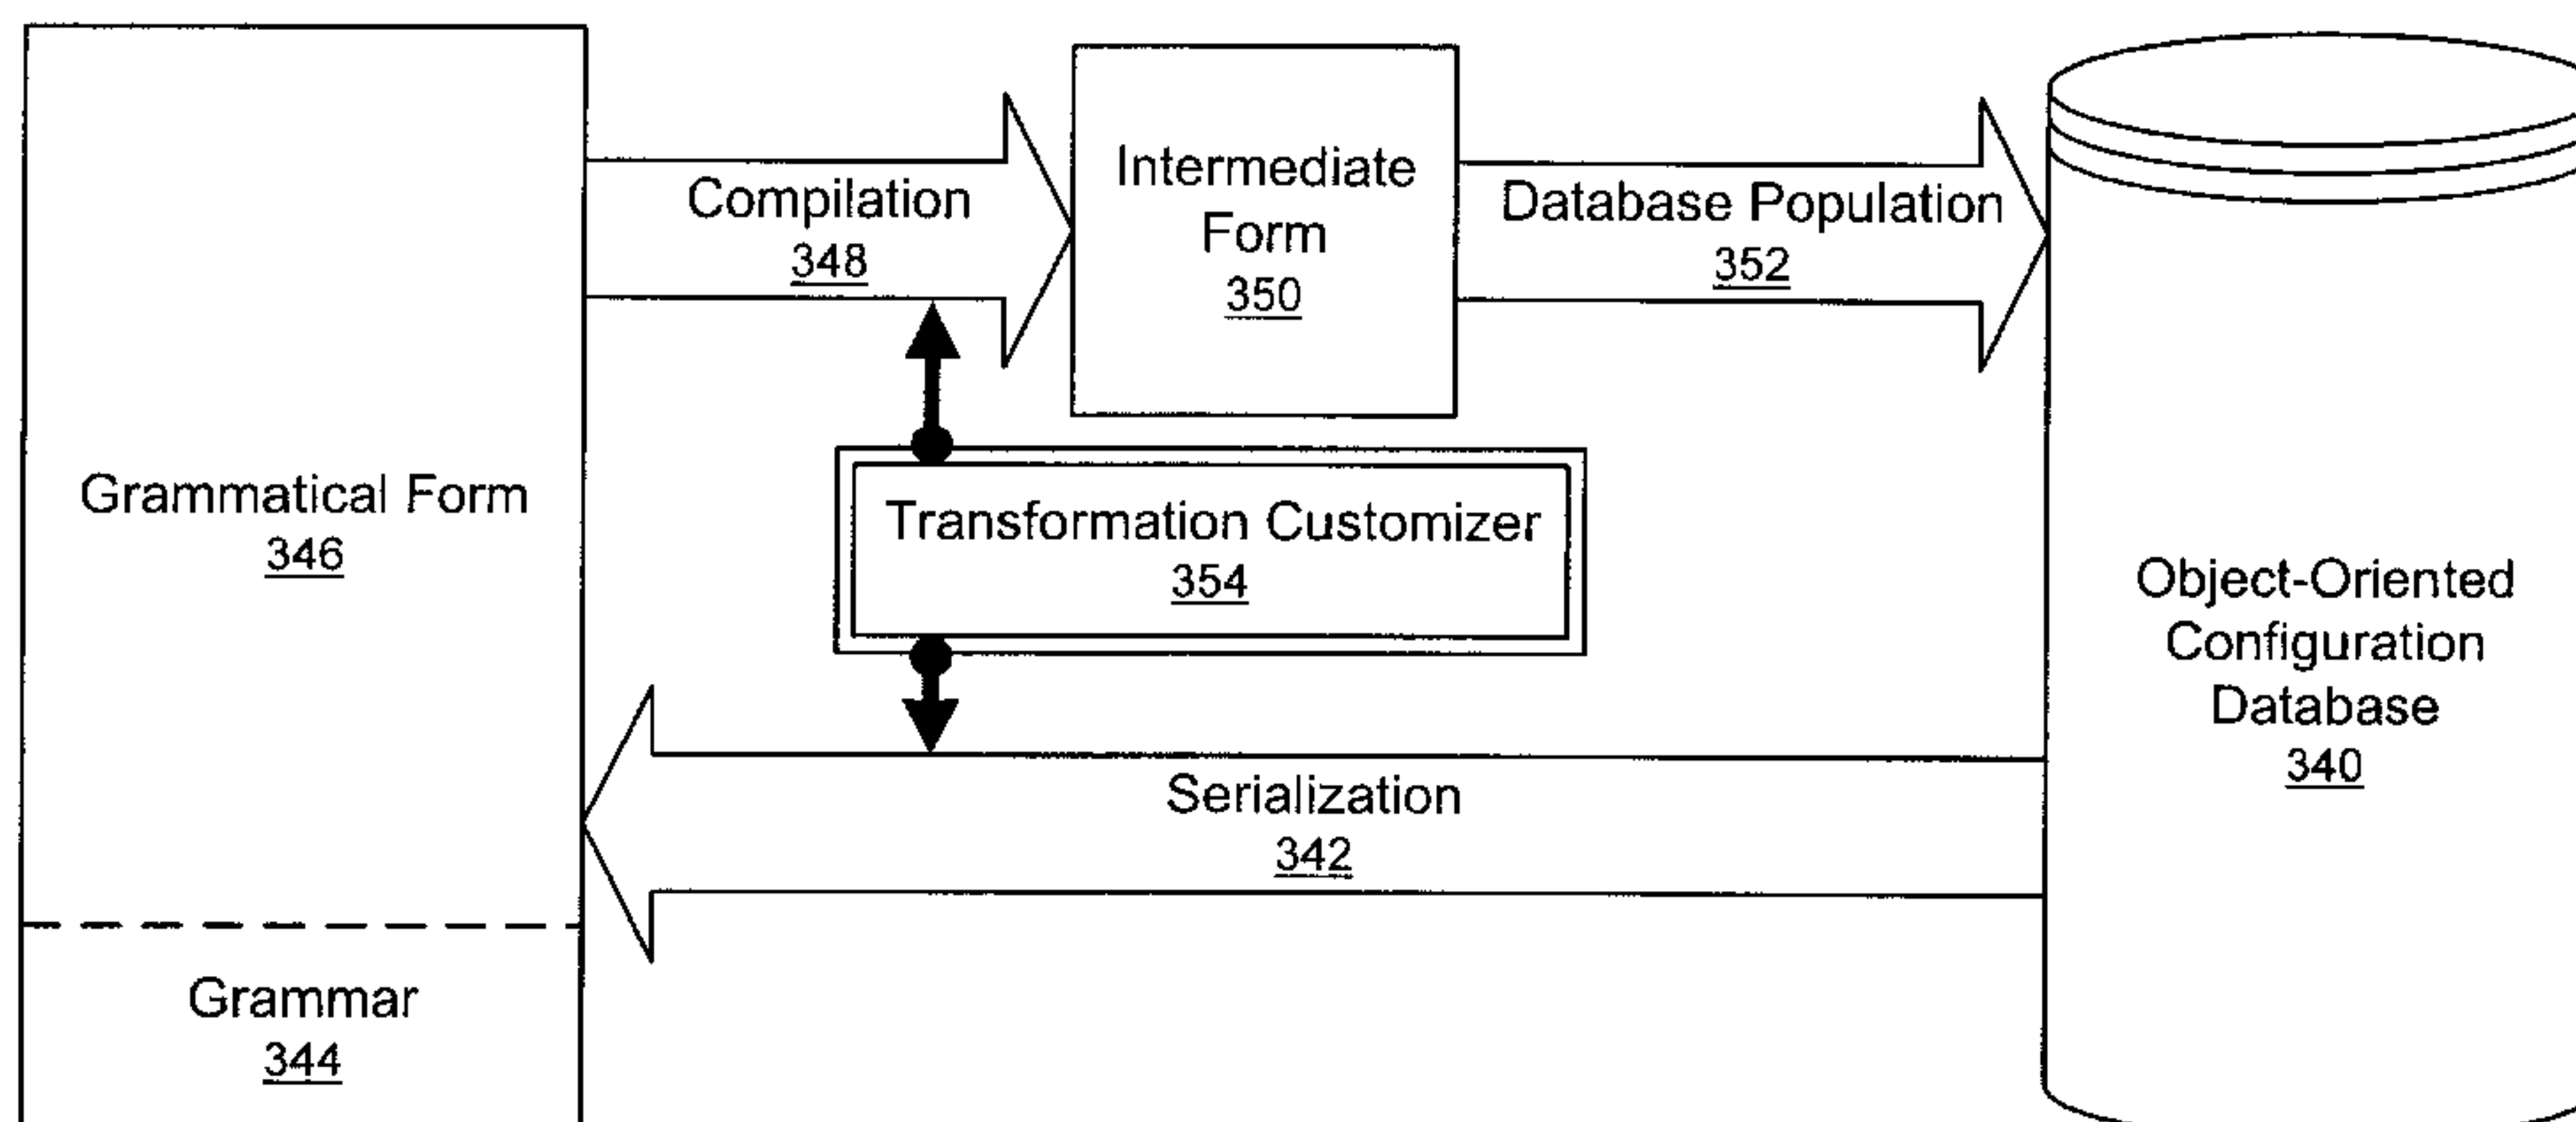 Compilation
348
Intermediate
Form
350
Database Population
352
Grammatical Form
346
Transformation Customizer
354
Object-Oriented
Configuration
Database
340
Serialization
342
Grammar
344